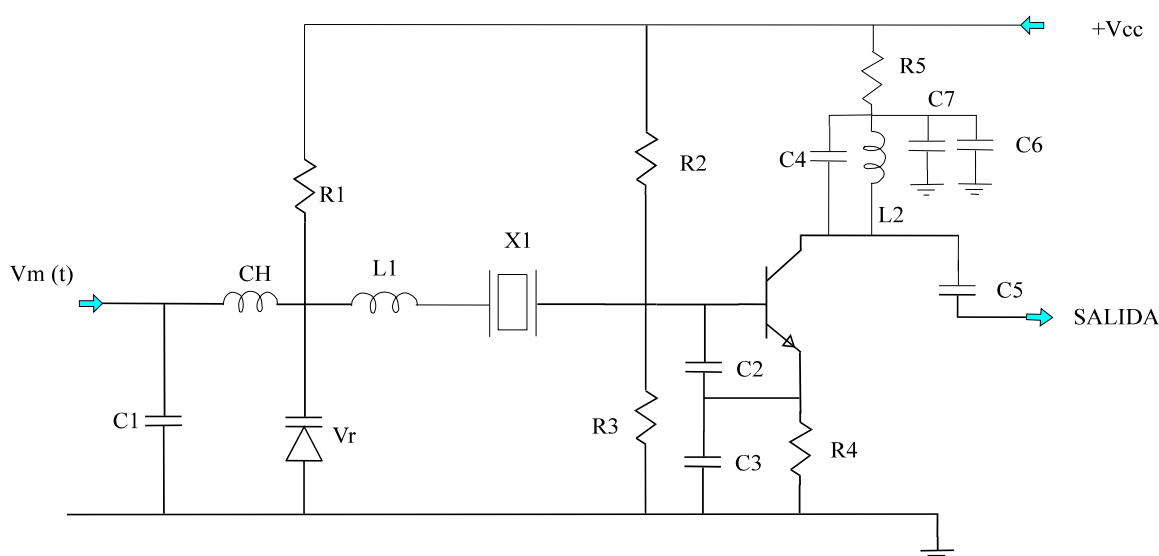 +Vcc
R5
C7
C4
C6
R2
R1
L2
X1
Vm (t)
CH
L1
C5
SALIDA
C2
C1
Vr
R3
C3
R4